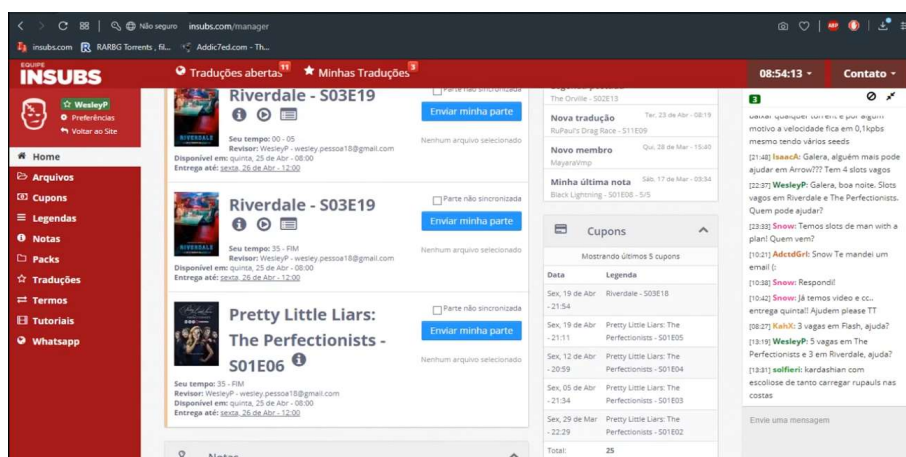 Não seguro insubs.com/manager
insubs.com RARBG Torrents , fil... Addic7ed.com - Th...
EQUIPE
INSUBS
Traduções abertas 11
Minhas Traduções 3
08:54:13
Contato
WesleyP
Preferências
Voltar ao Site
Home
Arquivos
Cupons
Legendas
Notas
Packs
Traduções
Termos
Tutoriais
Whatsapp
RIVERDALE
Riverdale - S03E19
Seu tempo: 00 - 05
Revisor: WesleyP - wesley.pessoa18@gmail.com
Disponível em: quinta, 25 de Abr - 08:00
Entrega até: sexta, 26 de Abr - 12:00
Parte não sincronizada
Enviar minha parte
Nenhum arquivo selecionado
RIVERDALE
Riverdale - S03E19
Seu tempo: 35 - FIM
Revisor: WesleyP - wesley.pessoa18@gmail.com
Disponível em: quinta, 25 de Abr - 08:00
Entrega até: sexta, 26 de Abr - 12:00
Parte não sincronizada
Enviar minha parte
Nenhum arquivo selecionado
Pretty Little Liars:
The Perfectionists -
S01E06
Seu tempo: 35 - FIM
Revisor: WesleyP - wesley.pessoa18@gmail.com
Disponível em: quinta, 25 de Abr - 08:00
Entrega até: sexta, 26 de Abr - 12:00
Parte não sincronizada
Enviar minha parte
Nenhum arquivo selecionado
Notas
The Orville - S02E13
Nova tradução Ter, 23 de Abr - 08:19
RuPaul's Drag Race - S11E09
Novo membro Qui, 28 de Mar - 15:40
MayaraVmp
Minha última nota Sáb, 17 de Mar - 09:34
Black Lightning - S01E08 - 5/5
Cupons
Mostrando últimos 5 cupons
Data Legenda
Sex, 19 de Abr - 21:54 Riverdale - S03E18
Sex, 19 de Abr - 21:11 Pretty Little Liars: The Perfectionists - S01E05
Sex, 12 de Abr - 20:59 Pretty Little Liars: The Perfectionists - S01E04
Sex, 05 de Abr - 21:34 Pretty Little Liars: The Perfectionists - S01E03
Sex, 29 de Mar - 22:29 Pretty Little Liars: The Perfectionists - S01E02
Total: 25
3
baixar qualquer torrent e por algum
motivo a velocidade fica em 0,1kpbs
mesmo tendo vários seeds
[21:48] IsaacA: Galera, alguém mais pode
ajudar em Arrow??? Tem 4 slots vagos
[22:37] WesleyP: Galera, boa noite. Slots
vagos em Riverdale e The Perfectionists.
Quem pode ajudar?
[23:33] Snow: Temos slots de man with a
plan! Quem vem?
[10:21] AdctdGrl: Snow Te mandei um
email (:
[10:38] Snow: Respondi!
[10:42] Snow: Já temos video e cc..
entrega quinta!! Ajudem please TT
[08:27] KahX: 3 vagas em Flash, ajuda?
[13:19] WesleyP: 5 vagas em The
Perfectionists e 3 em Riverdale, ajuda?
[13:31] solfieri: kardashian com
escoliose de tanto carregar rupauls nas
costas
Envie uma mensagem